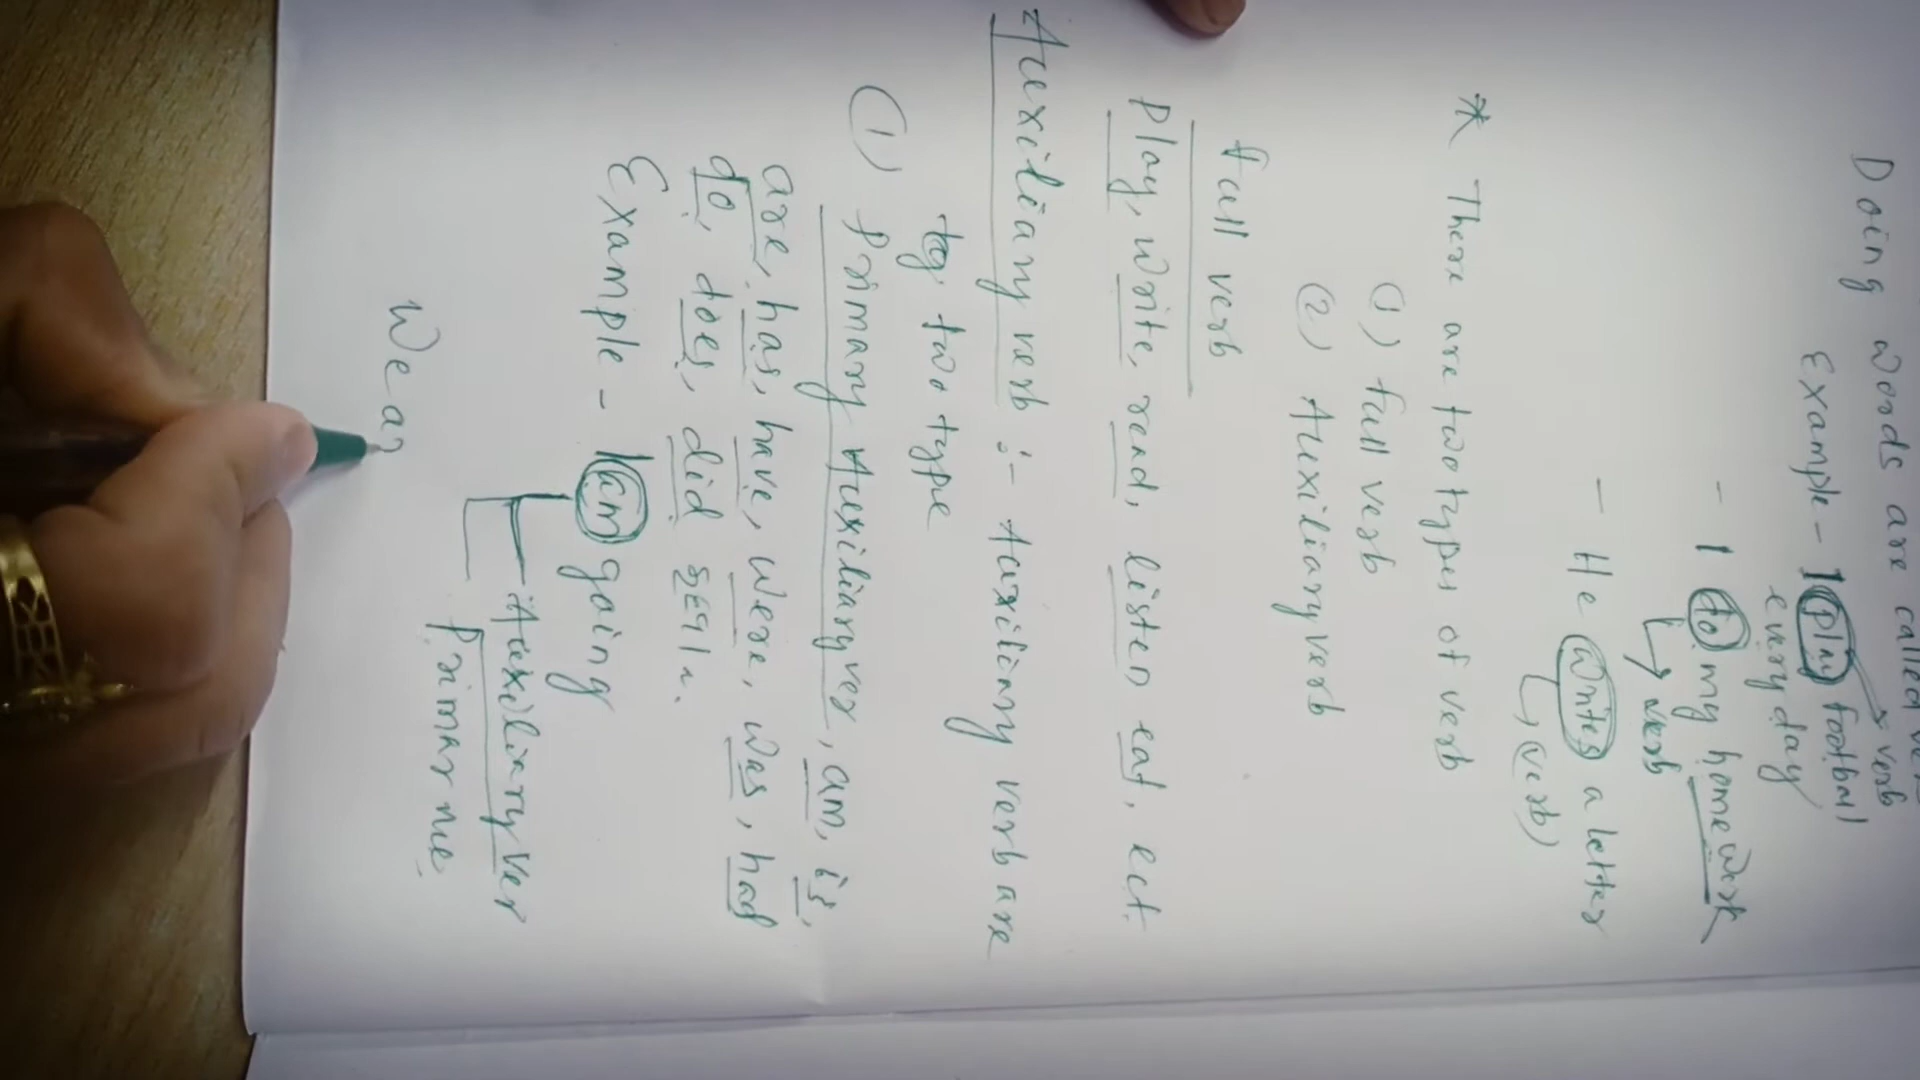 Doing words are called ver
Example - I play football
verb
every day
- I do my homework
verb
- He writes a letter
(verb)
* There are two types of verb
(1) full verb
(2) Auxiliary verb
full verb
Play, write, read, listen eat, ect.
Auxiliary verb :- Auxiliary verb are
two type
(1) Primary Auxiliary ver, am, is,
are, has, have, were, was, had
do, does, did
Example - I am going
Auxiliary ver
We ar